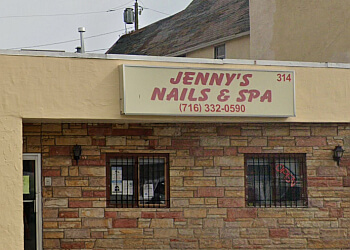 JENNY'S 314
NAILS & SPA
(716) 332-0590